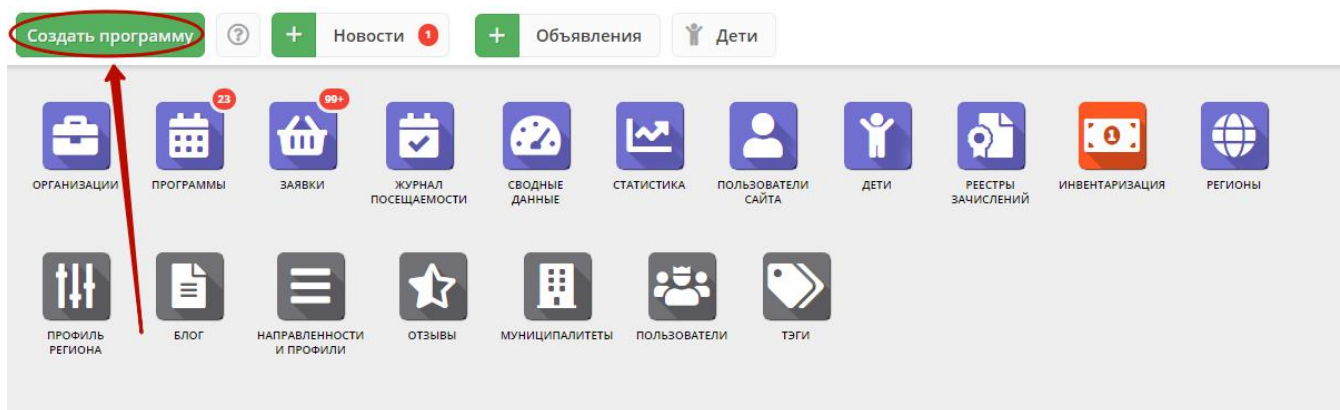 Создать программу ? + Новости 1 + Объявления Дети
23 99+
1
ОРГАНИЗАЦИИ ПРОГРАММЫ ЗАЯВКИ ЖУРНАЛ СВОДНЫЕ СТАТИСТИКА ПОЛЬЗОВАТЕЛИ ДЕТИ РЕЕСТРЫ ИНВЕНТАРИЗАЦИЯ РЕГИОНЫ
ПОСЕЩАЕМОСТИ ДАННЫЕ САЙТА ЗАЧИСЛЕНИЙ
ПРОФИЛЬ БЛОГ НАПРАВЛЕННОСТИ ОТЗЫВЫ МУНИЦИПАЛИТЕТЫ ПОЛЬЗОВАТЕЛИ ТЭГИ
РЕГИОНА И ПРОФИЛИ